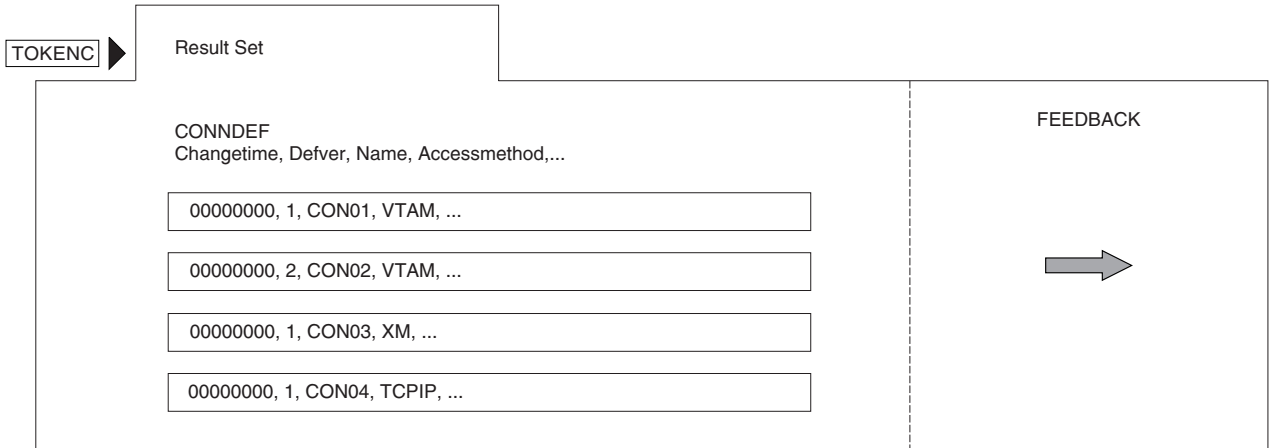 TOKENC
Result Set
FEEDBACK
CONNDEF
Changetime, Defver, Name, Accessmethod,...
00000000, 1, CON01, VTAM, ...
00000000, 2, CON02, VTAM, ...
00000000, 1, CON03, XM, ...
00000000, 1, CON04, TCPIP, ...